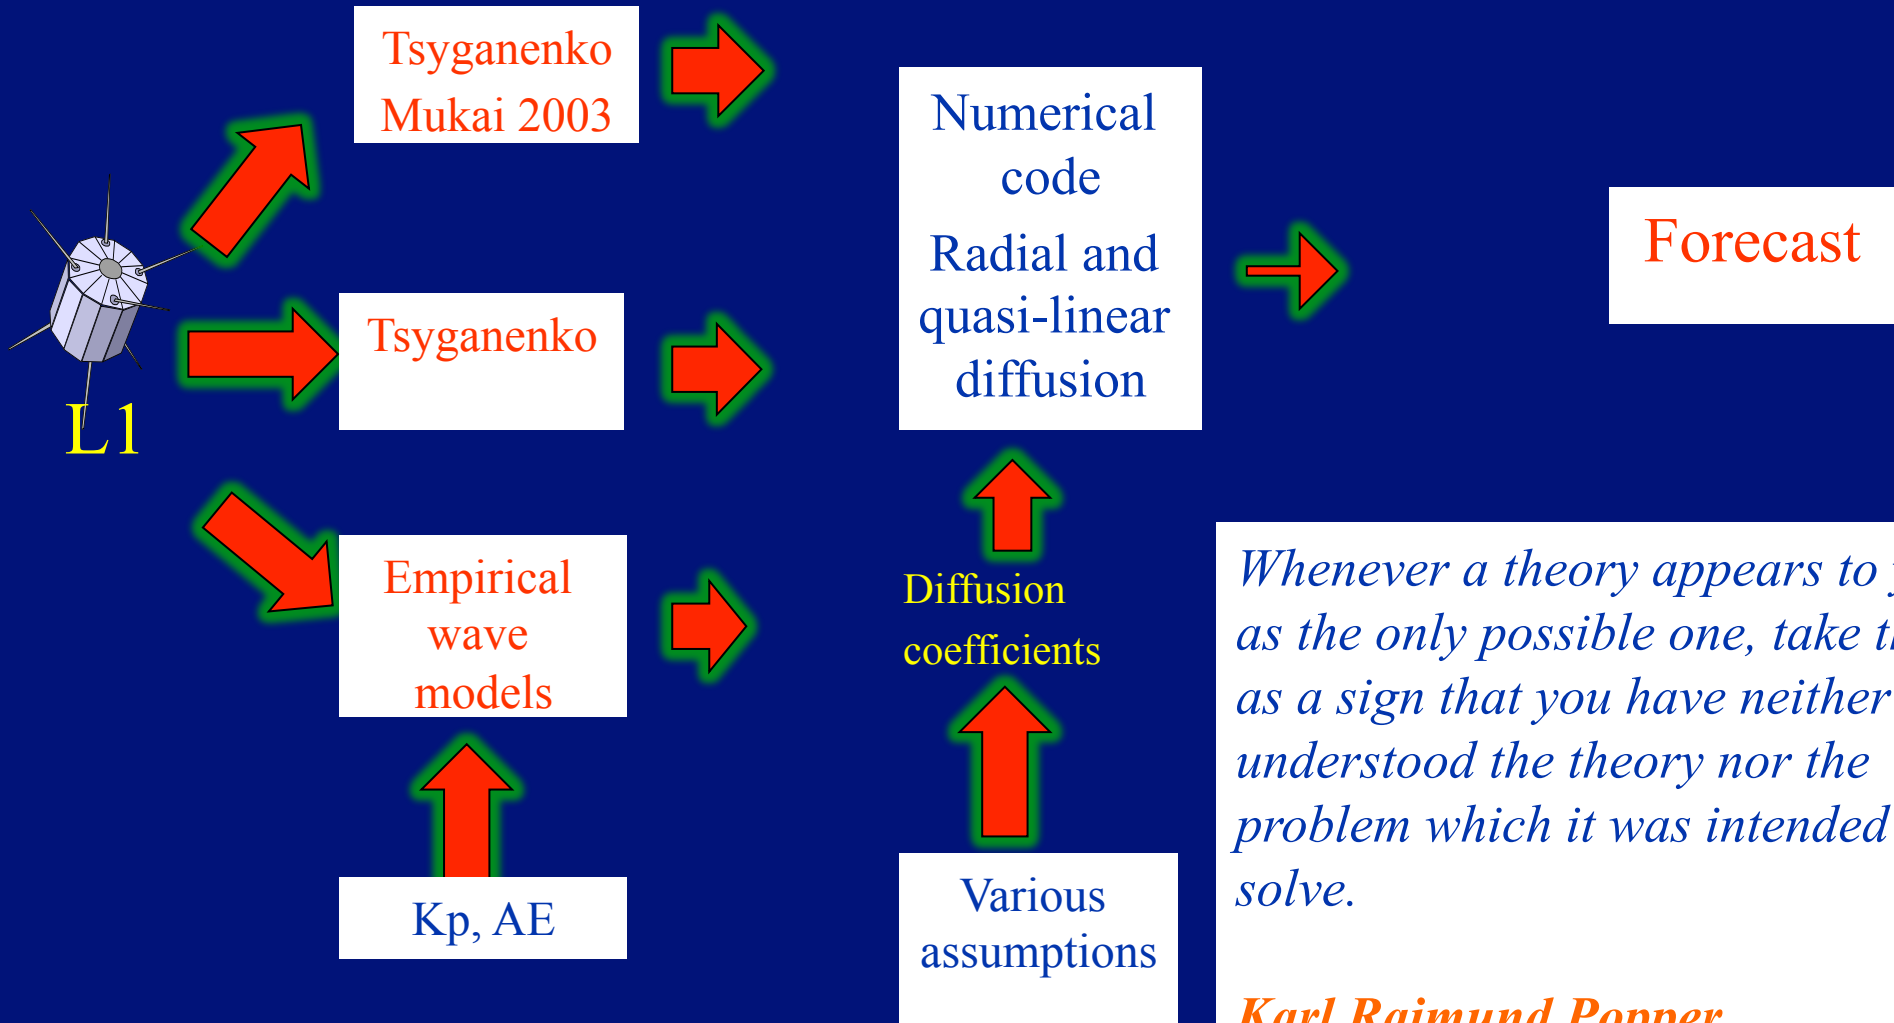 Tsyganenko
Mukai 2003
Numerical
code
Radial and
quasi-linear
diffusion
Forecast
Tsyganenko
L1
Empirical
wave
models
Diffusion
coefficients
Kp, AE
Various
assumptions
Whenever a theory appears to
as the only possible one, take
as a sign that you have neither
understood the theory nor the
problem which it was intended
solve.
Karl Raimund Popper